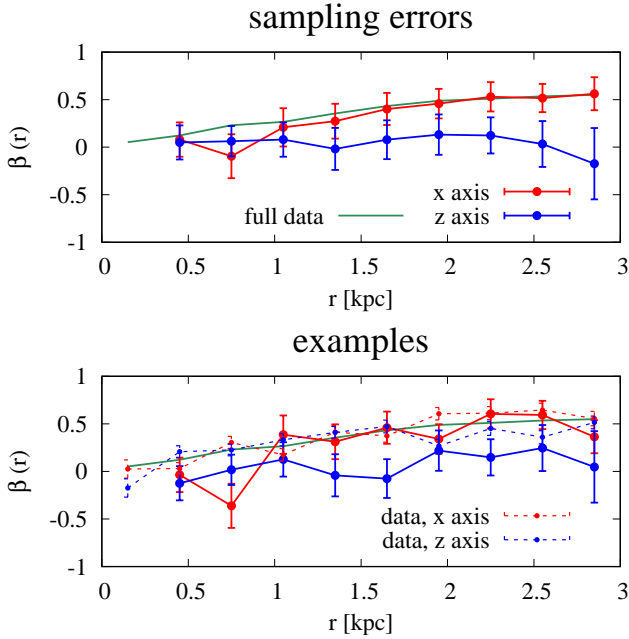 sampling errors
1
0.5
0
-0.5
-1
β (r)
x axis
full data
z axis
0 0.5 1 1.5 2 2.5 3
r [kpc]
examples
1
0.5
0
-0.5
-1
β (r)
data, x axis
data, z axis
0 0.5 1 1.5 2 2.5 3
r [kpc]